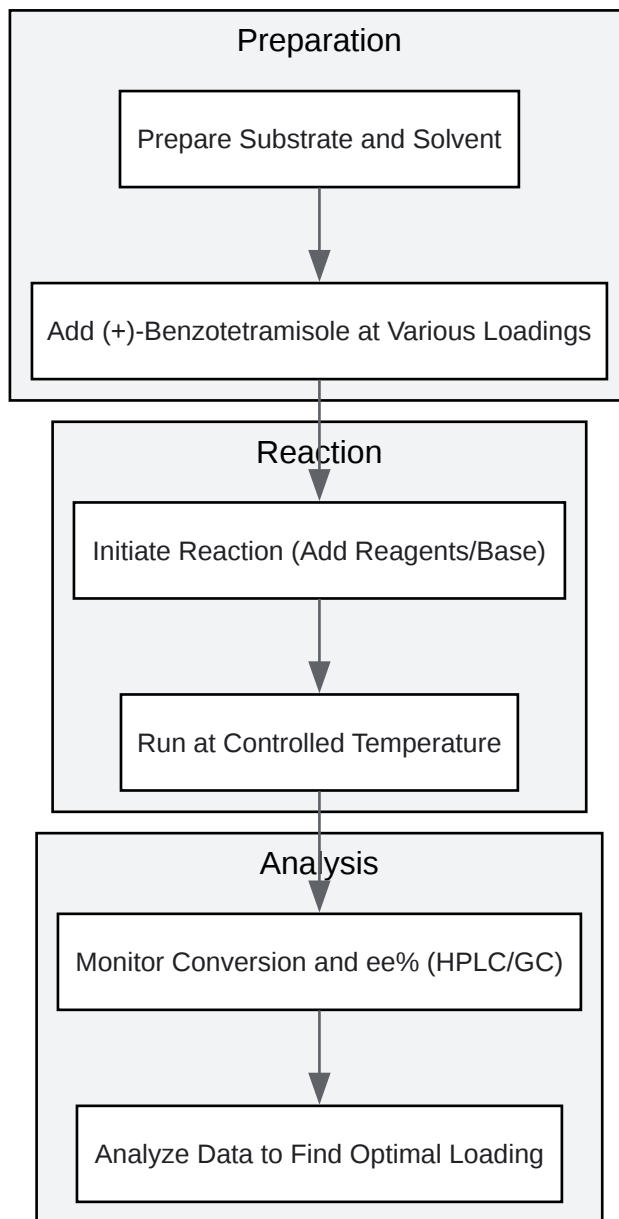 Preparation
Prepare Substrate and Solvent
Add (+)-Benzotetramisole at Various Loadings
Reaction
Initiate Reaction (Add Reagents/Base)
Run at Controlled Temperature
Analysis
Monitor Conversion and ee% (HPLC/GC)
Analyze Data to Find Optimal Loading